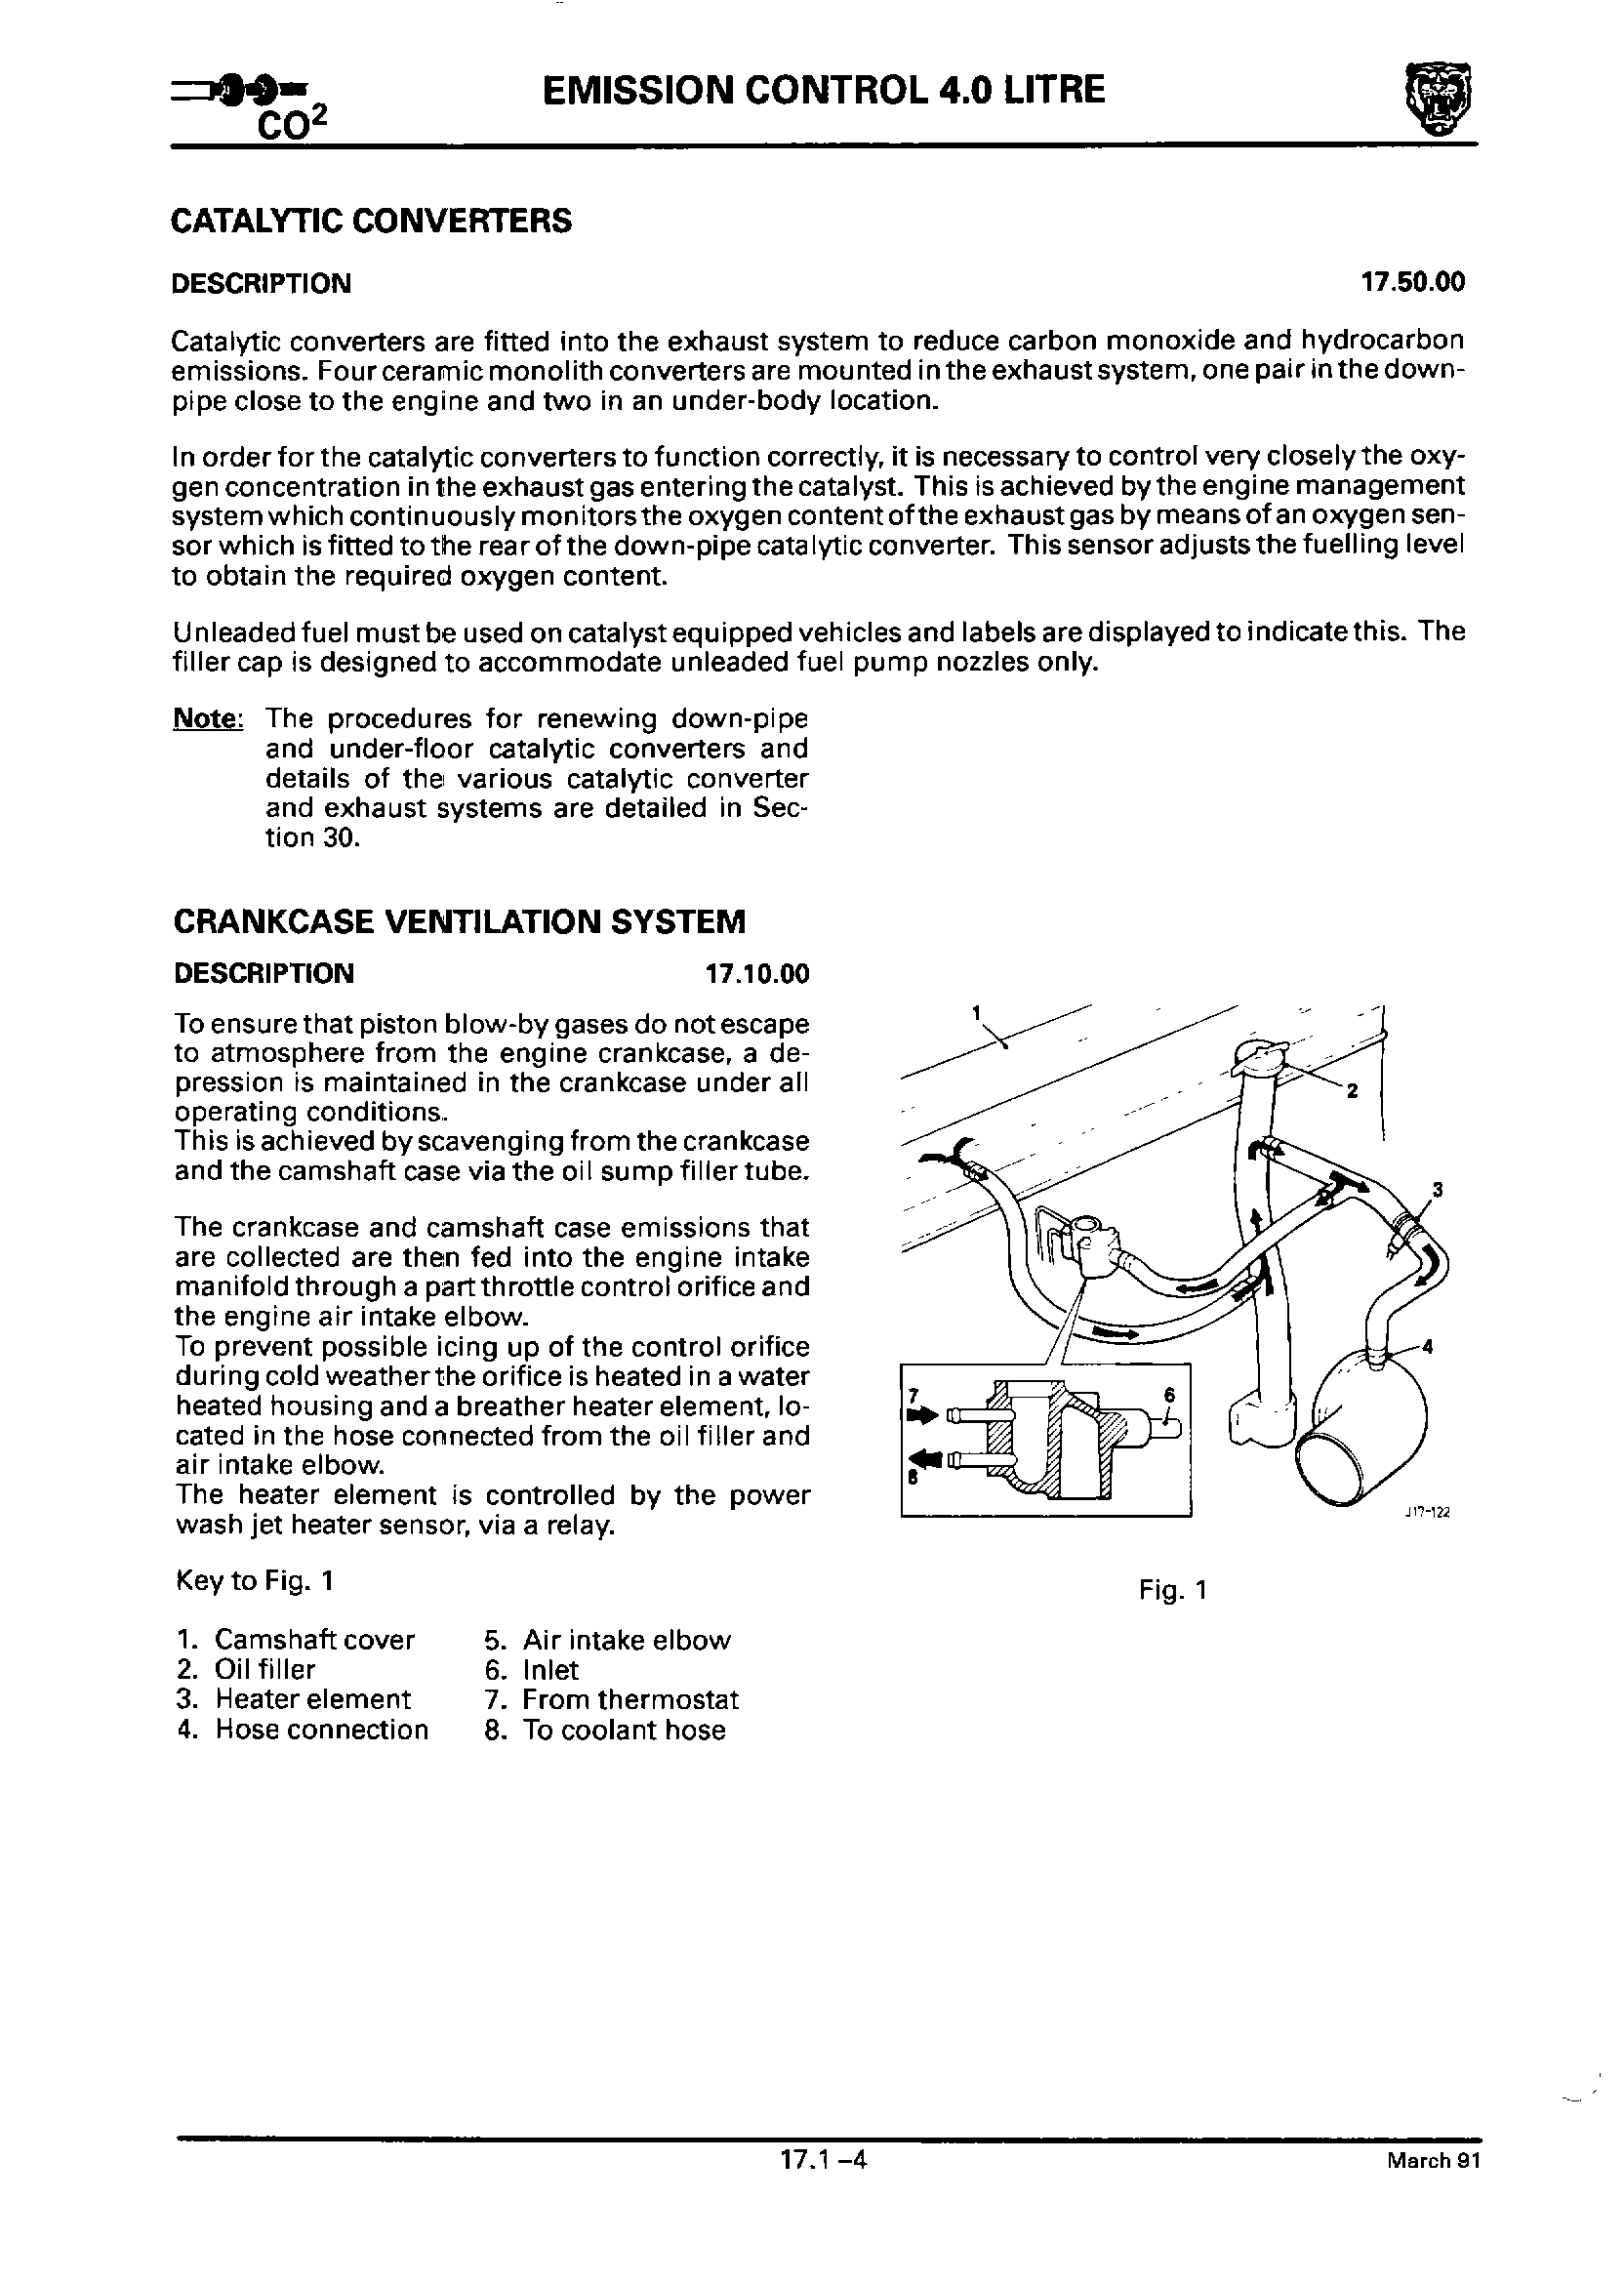 EMISSION CONTROL 4.0 LITRE
CO²
CATALYTIC CONVERTERS
DESCRIPTION 17.50.00
Catalytic converters are fitted into the exhaust system to reduce carbon monoxide and hydrocarbon
emissions. Four ceramic monolith converters are mounted in the exhaust system, one pair in the down-
pipe close to the engine and two in an under-body location.
In order for the catalytic converters to function correctly, it is necessary to control very closely the oxy-
gen concentration in the exhaust gas entering the catalyst. This is achieved by the engine management
system which continuously monitors the oxygen content of the exhaust gas by means of an oxygen sen-
sor which is fitted to the rear of the down-pipe catalytic converter. This sensor adjusts the fuelling level
to obtain the required oxygen content.
Unleaded fuel must be used on catalyst equipped vehicles and labels are displayed to indicate this. The
filler cap is designed to accommodate unleaded fuel pump nozzles only.
Note: The procedures for renewing down-pipe
and under-floor catalytic converters and
details of the various catalytic converter
and exhaust systems are detailed in Sec-
tion 30.
CRANKCASE VENTILATION SYSTEM
DESCRIPTION 17.10.00
To ensure that piston blow-by gases do not escape
to atmosphere from the engine crankcase, a de-
pression is maintained in the crankcase under all
operating conditions.
This is achieved by scavenging from the crankcase
and the camshaft case via the oil sump filler tube.
The crankcase and camshaft case emissions that
are collected are then fed into the engine intake
manifold through a part throttle control orifice and
the engine air intake elbow.
To prevent possible icing up of the control orifice
during cold weather the orifice is heated in a water
heated housing and a breather heater element, lo-
cated in the hose connected from the oil filler and
air intake elbow.
The heater element is controlled by the power
wash jet heater sensor, via a relay.
Key to Fig. 1
1. Camshaft cover 5. Air intake elbow
2. Oil filler 6. Inlet
3. Heater element 7. From thermostat
4. Hose connection 8. To coolant hose
1
2
3
4
7
6
8
J17-122
Fig. 1
17.1 –4
March 91